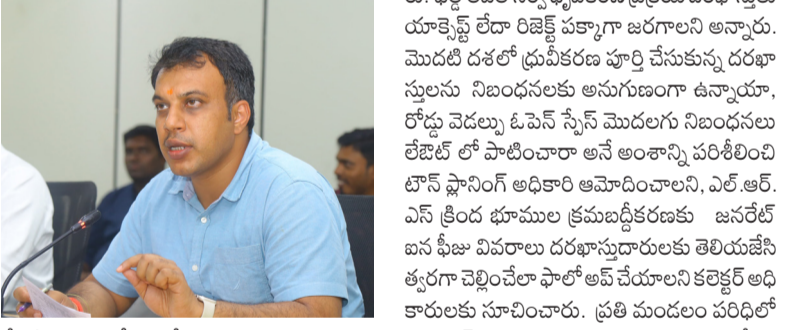 యాక్సెప్ట్ లేదా రిజెక్ట్ పక్కాగా జరగాలని అన్నారు.
మొదటి దశలో ధ్రువీకరణ పూర్తి చేసుకున్న దరఖా
స్తులను నిబంధనలకు అనుగుణంగా ఉన్నాయా,
రోడ్డు వెడల్పు ఓపెన్ స్పేస్ మొదలగు నిబంధనలు
లేఔట్ లో పాటించారా అనే అంశాన్ని పరిశీలించి
టౌన్ ప్లానింగ్ అధికారి ఆమోదించాలని, ఎల్.ఆర్.
ఎస్ క్రింద భూముల క్రమబద్దీకరణకు జనరేట్
ఐన ఫీజు వివరాలు దరఖాస్తుదారులకు తెలియజేసి
త్వరగా చెల్లించేలా ఫాలో అప్ చేయాలని కలెక్టర్ అధి
కారులకు సూచించారు. ప్రతి మండలం పరిధిలో